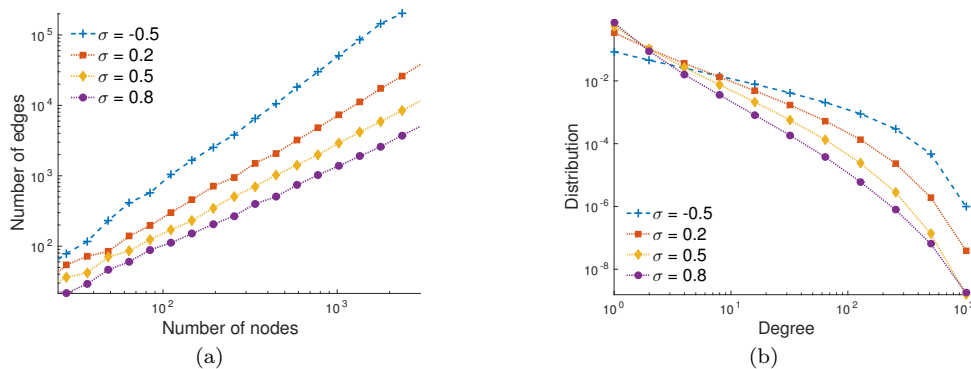 10^5
10^4
10^3
10^2
Number of edges
σ = -0.5
σ = 0.2
σ = 0.5
σ = 0.8
10^2
10^3
Number of nodes
(a)
10^-2
10^-4
10^-6
10^-8
Distribution
σ = -0.5
σ = 0.2
σ = 0.5
σ = 0.8
10^0
10^1
10^2
Degree
(b)